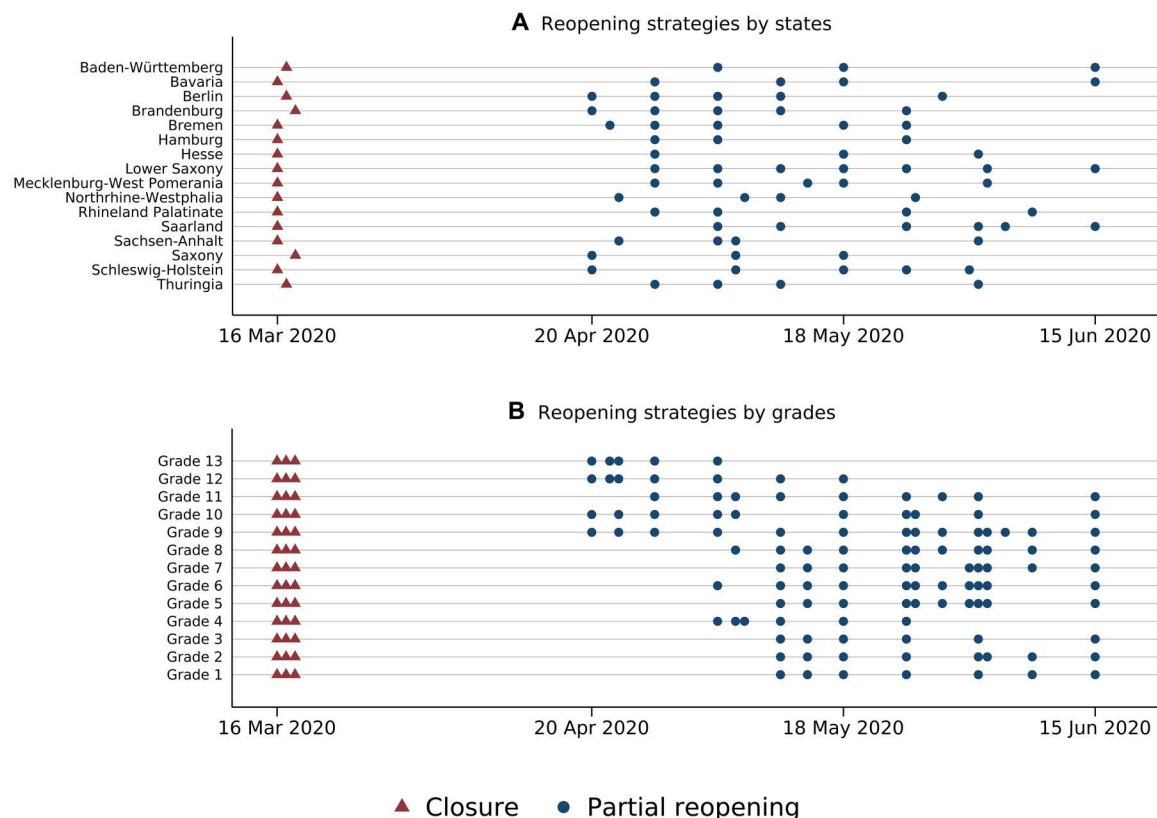 A Reopening strategies by states
Baden-Württemberg
Bavaria
Berlin
Brandenburg
Bremen
Hamburg
Hesse
Lower Saxony
Mecklenburg-West Pomerania
Northrhine-Westphalia
Rhineland Palatinate
Saarland
Sachsen-Anhalt
Saxony
Schleswig-Holstein
Thuringia
16 Mar 2020 20 Apr 2020 18 May 2020 15 Jun 2020
B Reopening strategies by grades
Grade 13
Grade 12
Grade 11
Grade 10
Grade 9
Grade 8
Grade 7
Grade 6
Grade 5
Grade 4
Grade 3
Grade 2
Grade 1
16 Mar 2020 20 Apr 2020 18 May 2020 15 Jun 2020
Closure Partial reopening